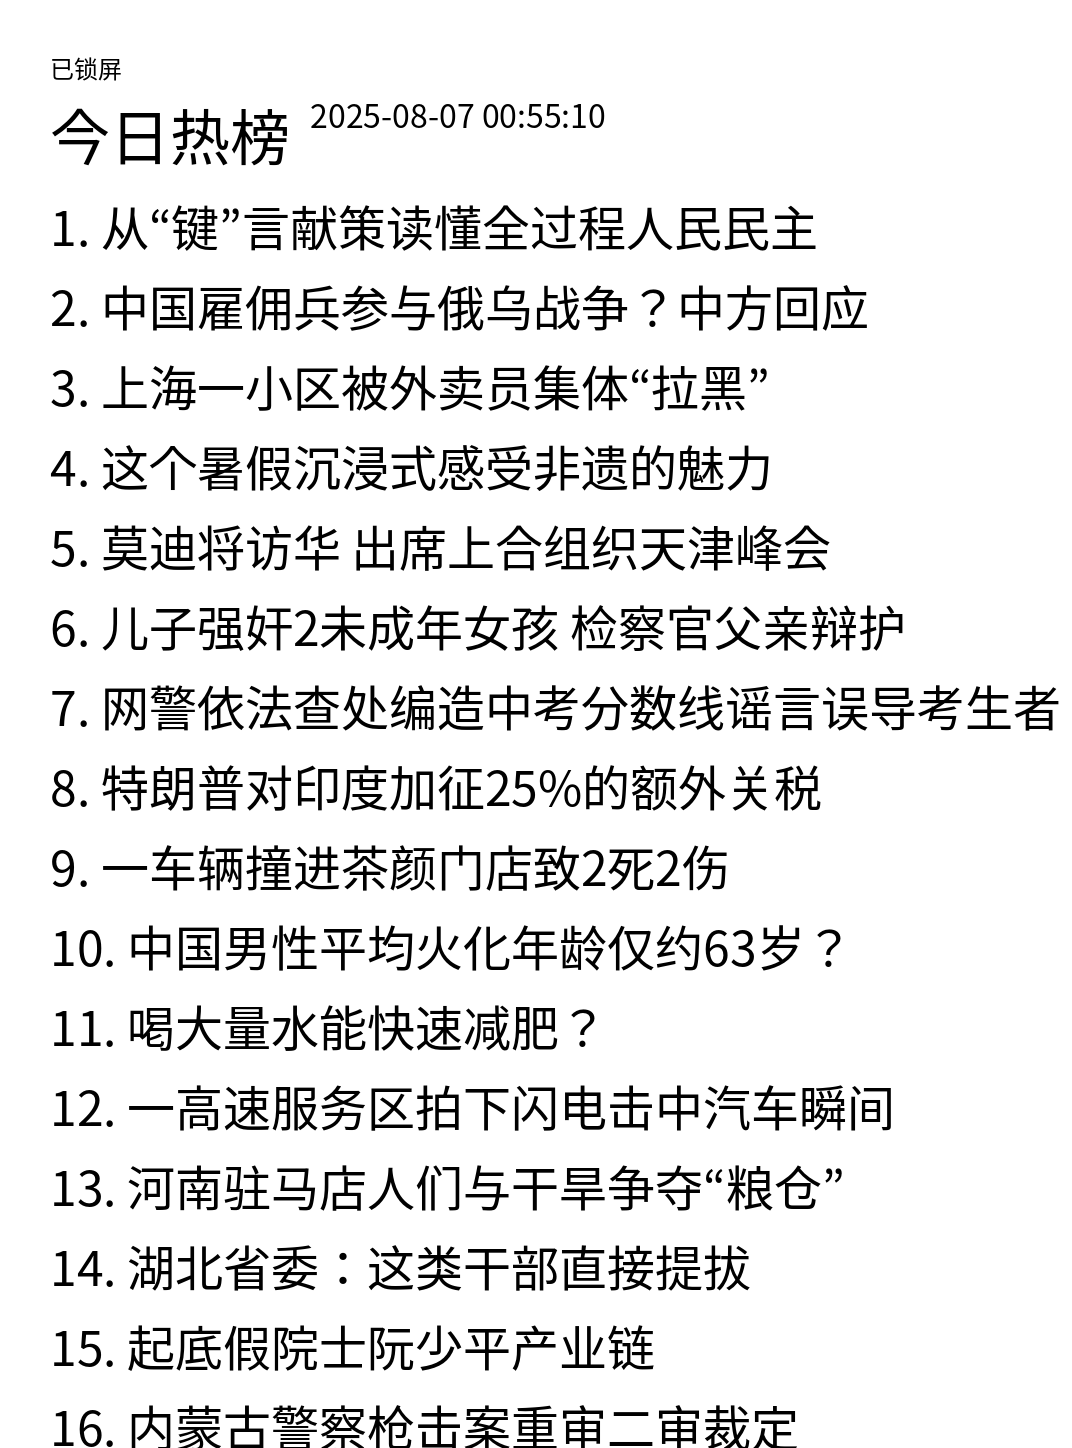 已锁屏
今日热榜 2025-08-07 00:55:10
1. 从“键”言献策读懂全过程人民民主
2. 中国雇佣兵参与俄乌战争？中方回应
3. 上海一小区被外卖员集体“拉黑”
4. 这个暑假沉浸式感受非遗的魅力
5. 莫迪将访华 出席上合组织天津峰会
6. 儿子强奸2未成年女孩 检察官父亲辩护
7. 网警依法查处编造中考分数线谣言误导考生者
8. 特朗普对印度加征25%的额外关税
9. 一车辆撞进茶颜门店致2死2伤
10. 中国男性平均火化年龄仅约63岁？
11. 喝大量水能快速减肥？
12. 一高速服务区拍下闪电击中汽车瞬间
13. 河南驻马店人们与干旱争夺“粮仓”
14. 湖北省委：这类干部直接提拔
15. 起底假院士阮少平产业链
16. 内蒙古警察枪击案重审二审裁定